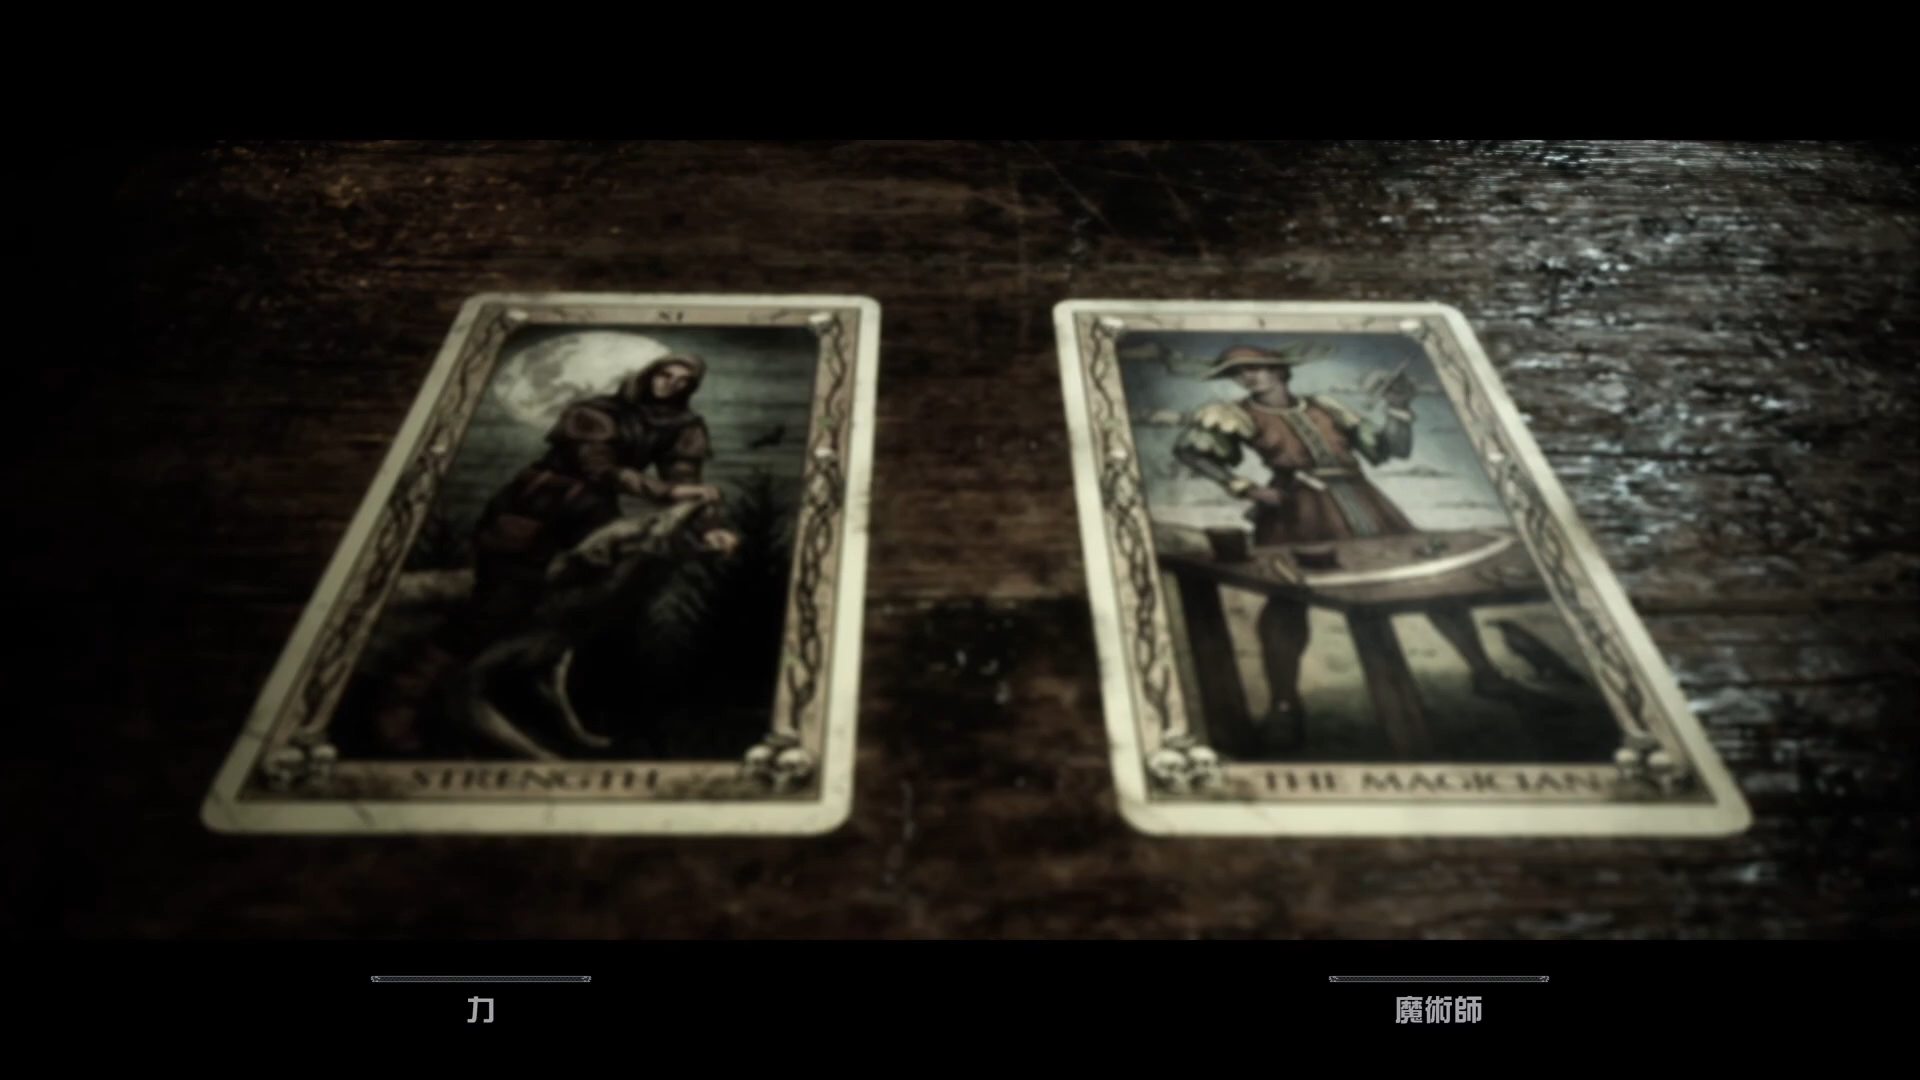 XI
I
STRENGTH
THE MAGICIAN
力
魔術師